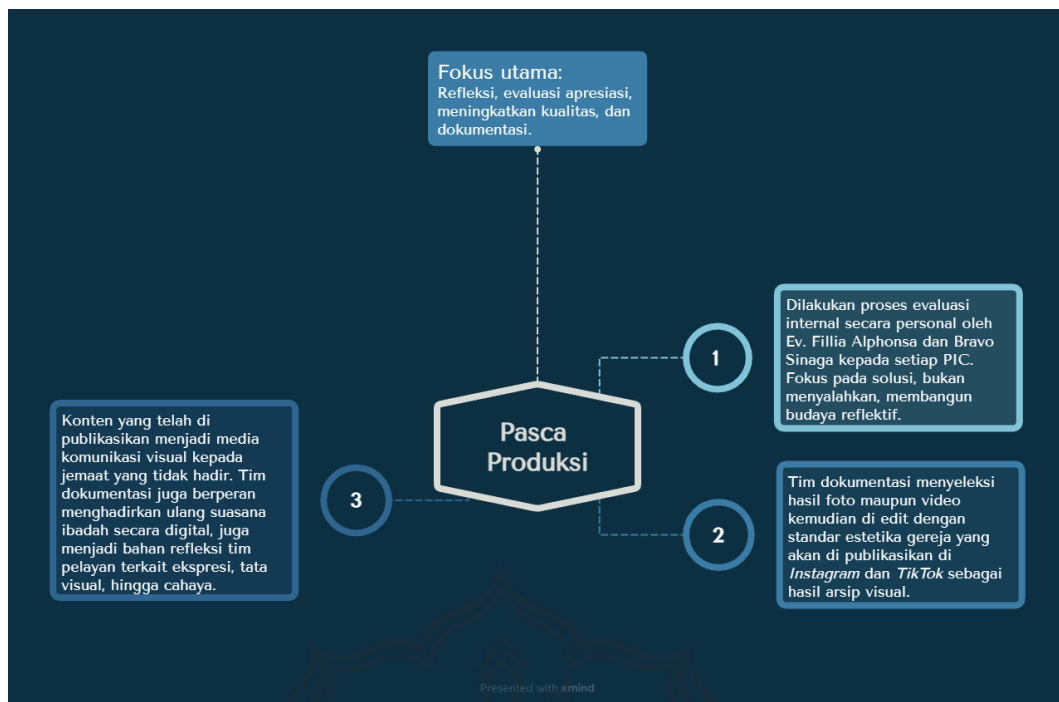 Fokus utama:
Refleksi, evaluasi apresiasi,
meningkatkan kualitas, dan
dokumentasi.
1
Dilakukan proses evaluasi
internal secara personal oleh
Ev. Fillia Alphonsa dan Bravo
Sinaga kepada setiap PIC.
Fokus pada solusi, bukan
menyalahkan, membangun
budaya reflektif.
Pasca
Produksi
2
Tim dokumentasi menyeleksi
hasil foto maupun video
kemudian di edit dengan
standar estetika gereja yang
akan di publikasikan di
Instagram dan TikTok sebagai
hasil arsip visual.
3
Konten yang telah di
publikasikan menjadi media
komunikasi visual kepada
jemaat yang tidak hadir. Tim
dokumentasi juga berperan
menghadirkan ulang suasana
ibadah secara digital, juga
menjadi bahan refleksi tim
pelayan terkait ekspresi, tata
visual, hingga cahaya.
Presented with xmind